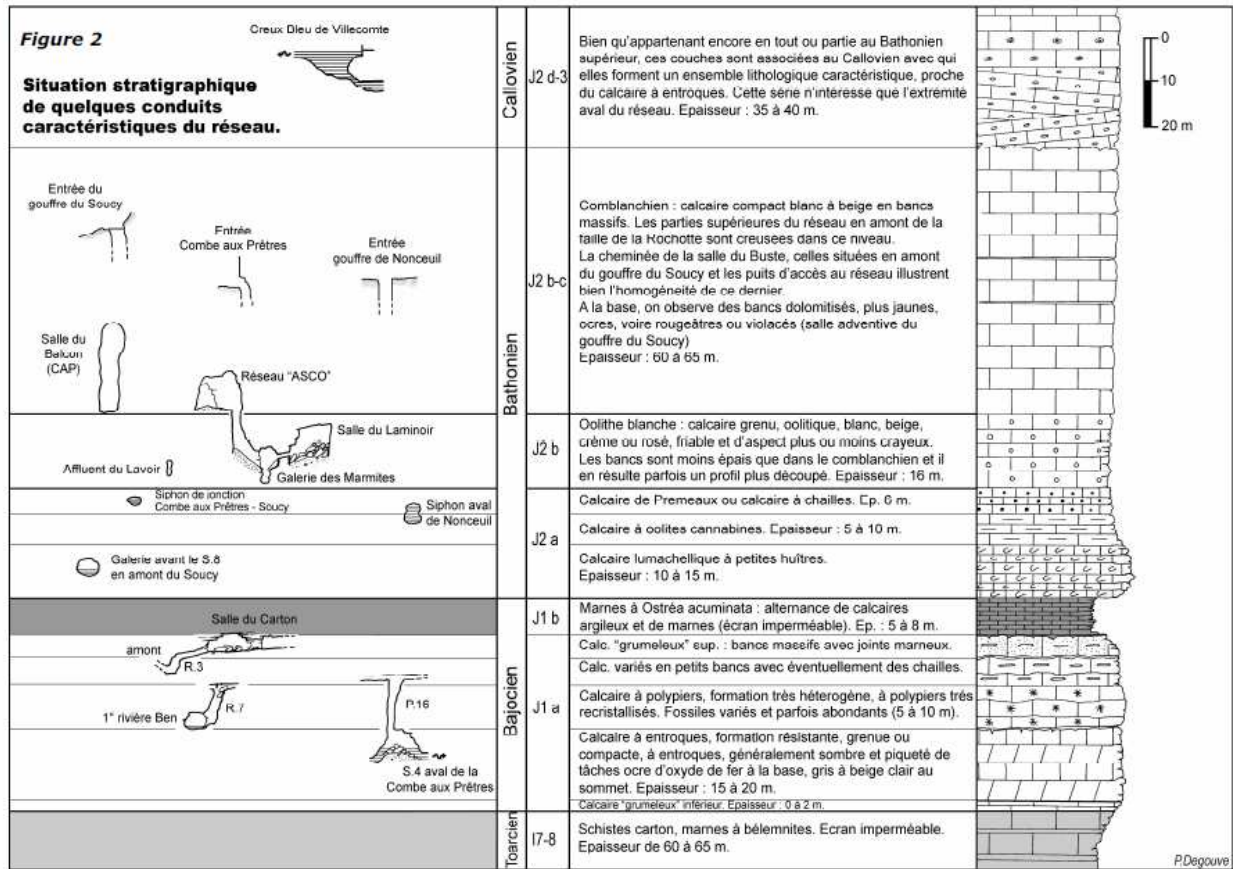 Figure 2
Situation stratigraphique
de quelques conduits
caractéristiques du réseau.
Creux Bleu de Villecomte
Callovien
J2 d-3
Bien qu'appartenant encore en tout ou partie au Bathonien
supérieur, ces couches sont associées au Callovien avec qui
elles forment un ensemble lithologique caractéristique, proche
du calcaire à entroques. Cette série n'intéresse que l'extrémité
aval du réseau. Epaisseur : 35 à 40 m.
0
10
20 m
Entrée du
gouffre du Soucy
Entrée
Combe aux Prêtres
Entrée
gouffre de Nonceuil
Salle du
Balcon
(CAP)
Réseau "ASCO"
Bathonien
J2 b-c
Comblanchien : calcaire compact blanc à beige en bancs
massifs. Les parties supérieures du réseau en amont de la
faille de la Rochotte sont creusées dans ce niveau.
La cheminée de la salle du Buste, celles situées en amont
du gouffre du Soucy et les puits d'accès au réseau illustrent
bien l'homogénéité de ce dernier.
A la base, on observe des bancs dolomitisés, plus jaunes,
ocres, voire rougeâtres ou violacés (salle adventive du
gouffre du Soucy)
Epaisseur : 60 à 65 m.
Salle du Laminoir
Affluent du Lavoir
Galerie des Marmites
J2 b
Oolithe blanche : calcaire grenu, oolitique, blanc, beige,
crème ou rosé, friable et d'aspect plus ou moins crayeux.
Les bancs sont moins épais que dans le comblanchien et il
en résulte parfois un profil plus découpé. Epaisseur : 16 m.
Siphon de jonction
Combe aux Prêtres - Soucy
Siphon aval
de Nonceuil
Galerie avant le S.8
en amont du Soucy
J2 a
Calcaire de Premeaux ou calcaire à chailles. Ep. 6 m.
Calcaire à oolites cannabines. Epaisseur : 5 à 10 m.
Calcaire lumachellique à petites huîtres.
Epaisseur : 10 à 15 m.
Salle du Carton
amont
R.3
1° rivière Ben
R.7
P.16
S.4 aval de la
Combe aux Prêtres
Bajocien
J1 b
Marnes à Ostréa acuminata : alternance de calcaires
argileux et de marnes (écran imperméable). Ep. : 5 à 8 m.
J1 a
Calc. "grumeleux" sup. : bancs massifs avec joints marneux.
Calc. variés en petits bancs avec éventuellement des chailles.
Calcaire à polypiers, formation très hétérogène, à polypiers trés
recristallisés. Fossiles variés et parfois abondants (5 à 10 m).
Calcaire à entroques, formation résistante, grenue ou
compacte, à entroques, généralement sombre et piqueté de
tâches ocre d'oxyde de fer à la base, gris à beige clair au
sommet. Epaisseur : 15 à 20 m.
Calcaire "grumeleux" inférieur. Epaisseur : 0 à 2 m.
Toarcien
I7-8
Schistes carton, marnes à bélemnites. Ecran imperméable.
Epaisseur de 60 à 65 m.
P.Degouve